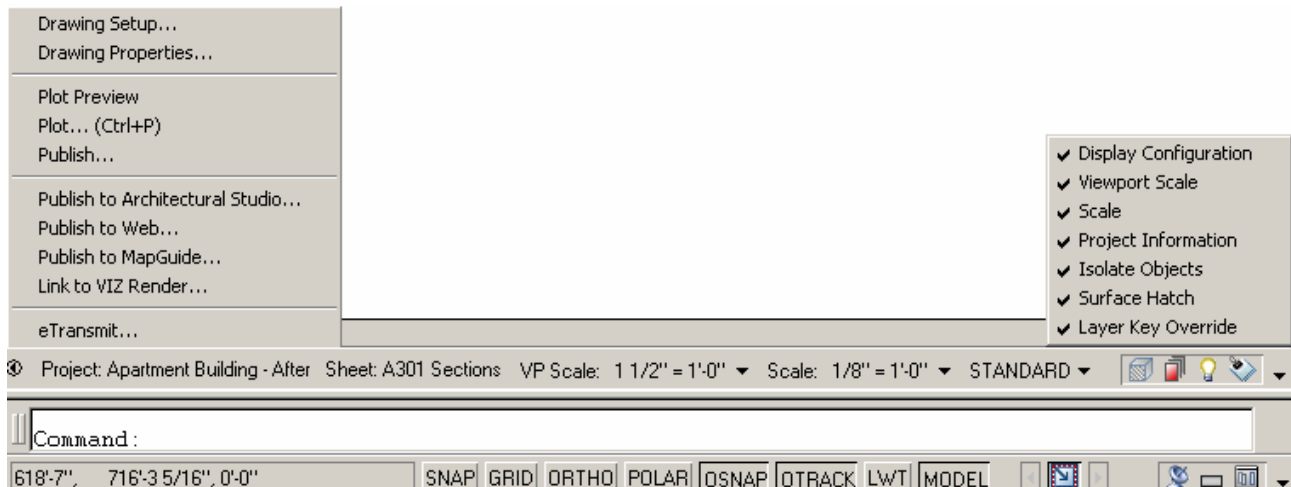 Drawing Setup...
Drawing Properties...
Plot Preview
Plot... (Ctrl+P)
Publish...
Publish to Architectural Studio...
Publish to Web...
Publish to MapGuide...
Link to VIZ Render...
eTransmit...
Display Configuration
Viewport Scale
Scale
Project Information
Isolate Objects
Surface Hatch
Layer Key Override
Project: Apartment Building - After Sheet: A301 Sections VP Scale: 1 1/2" = 1'-0" Scale: 1/8" = 1'-0" STANDARD
Command:
618'-7", 716'-3 5/16", 0'-0" SNAP GRID ORTHO POLAR OSNAP OTRACK LWT MODEL